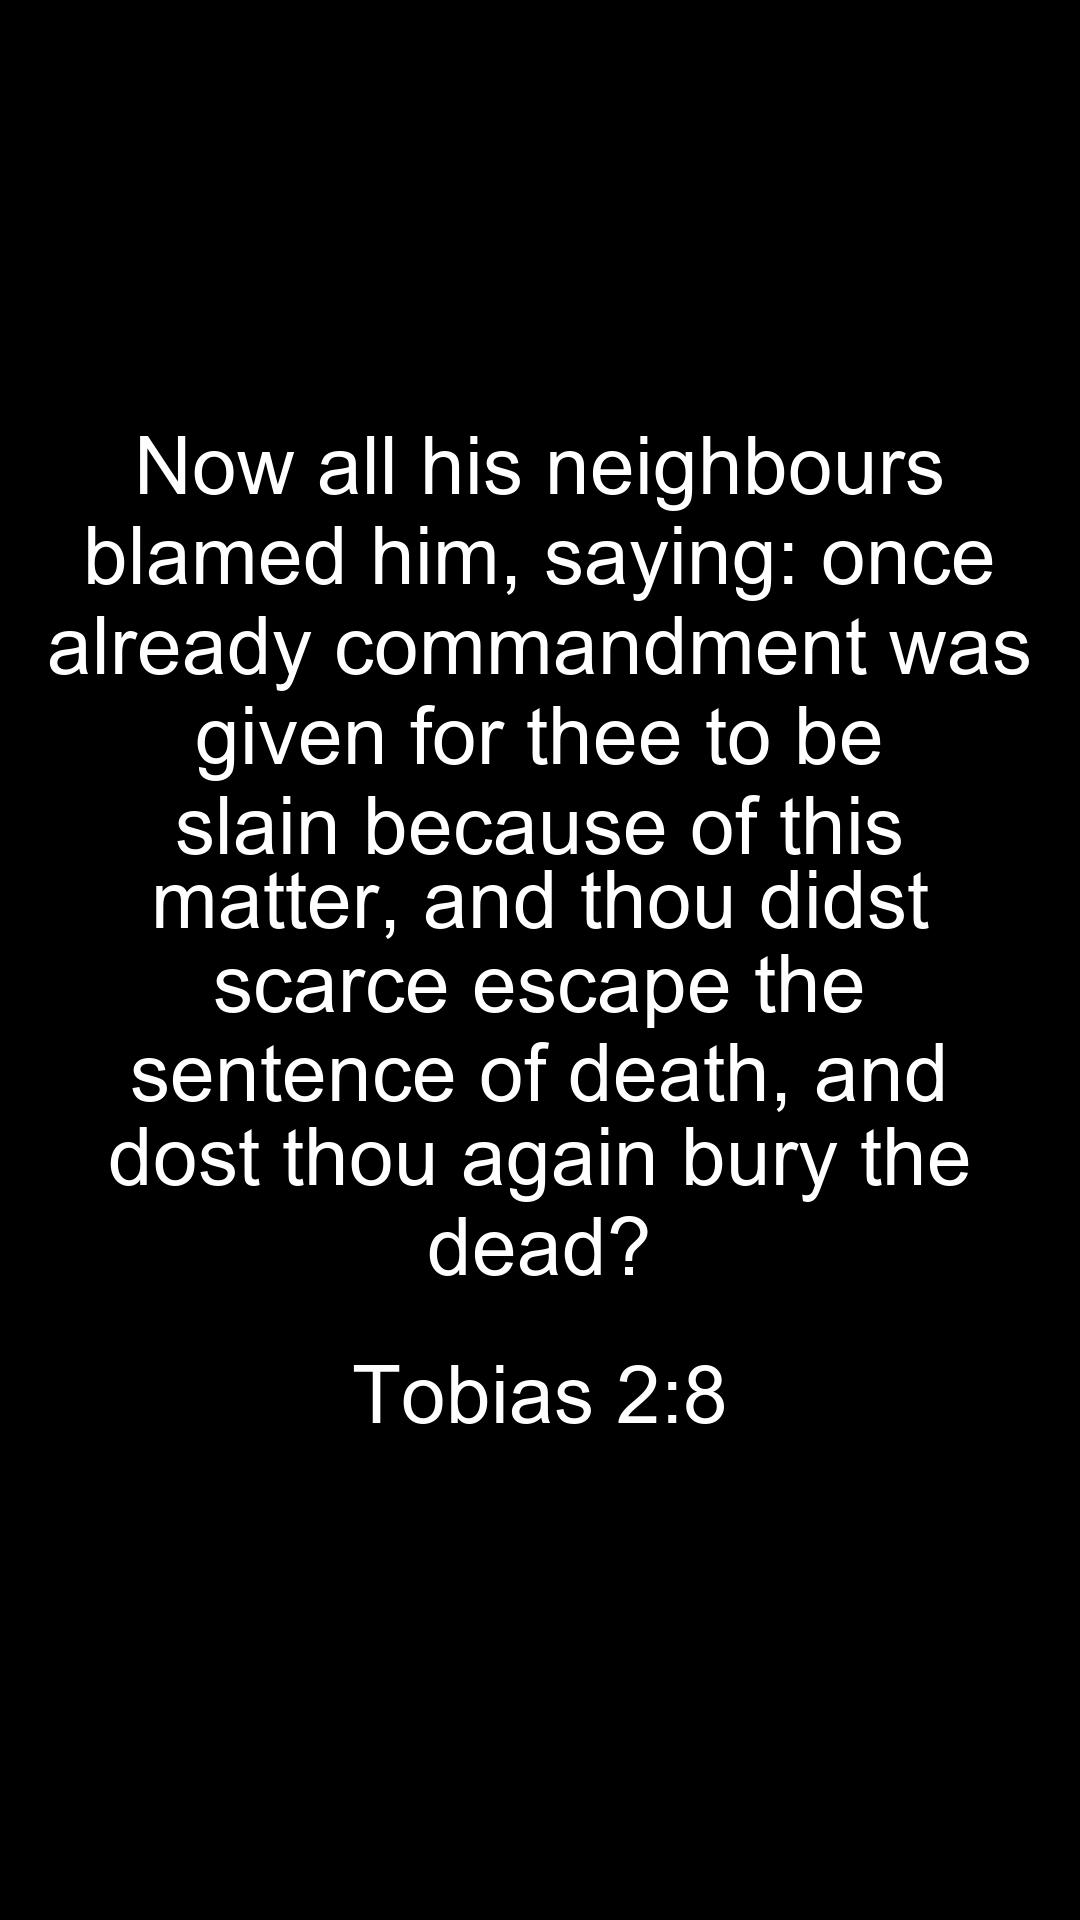 Now all his neighbours
blamed him, saying: once
already commandment was
given for thee to be
slain because of this
matter, and thou didst
scarce escape the
sentence of death, and
dost thou again bury the
dead?
Tobias 2:8